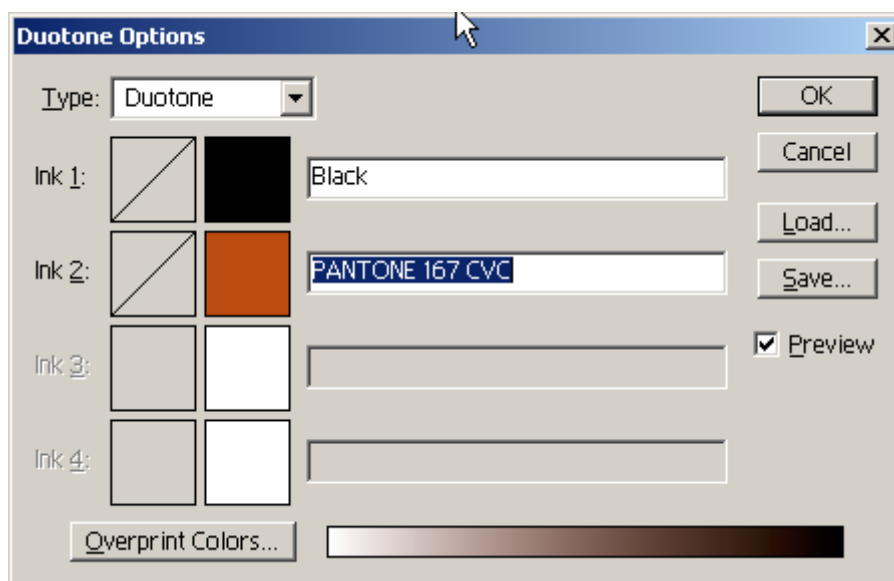 Duotone Options
Type: Duotone
OK
Ink 1: Black
Cancel
Load...
Ink 2: PANTONE 167 CVC
Save...
Preview
Ink 3:
Ink 4:
Overprint Colors...